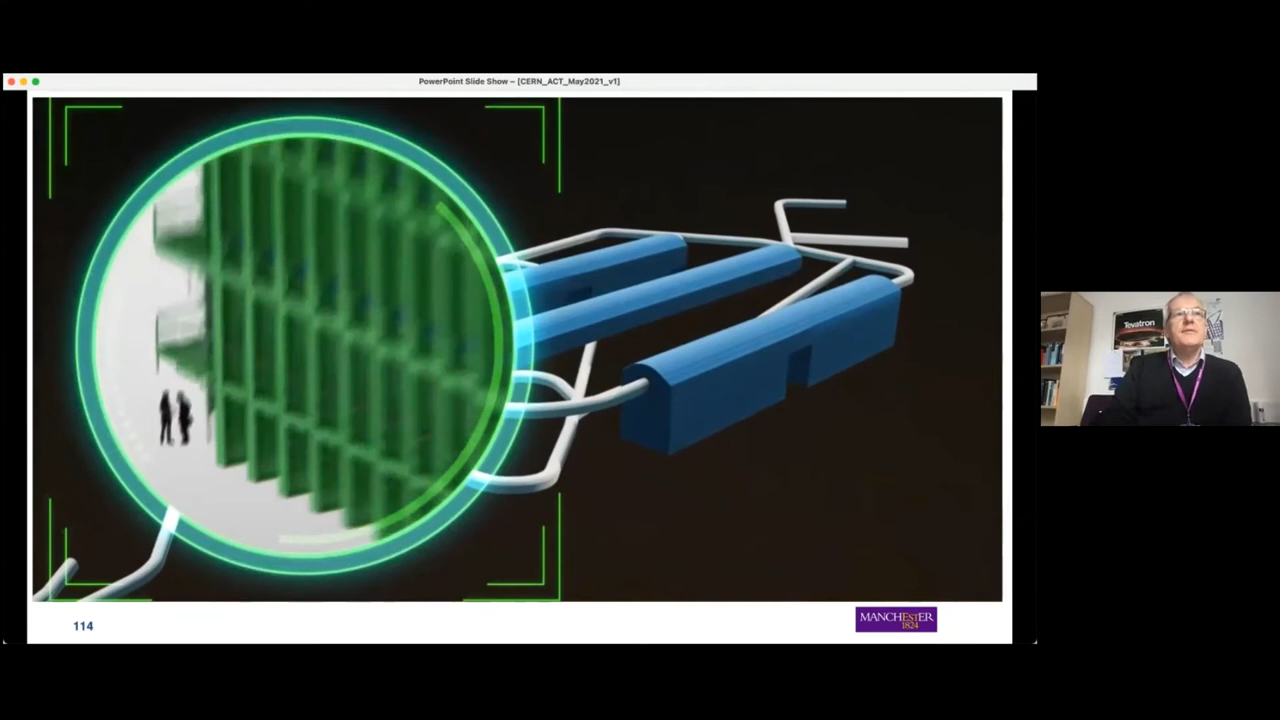 PowerPoint Slide Show – [CERN_ACT_May2021_v1]
Tevatron
114
MANCHESTER
1824